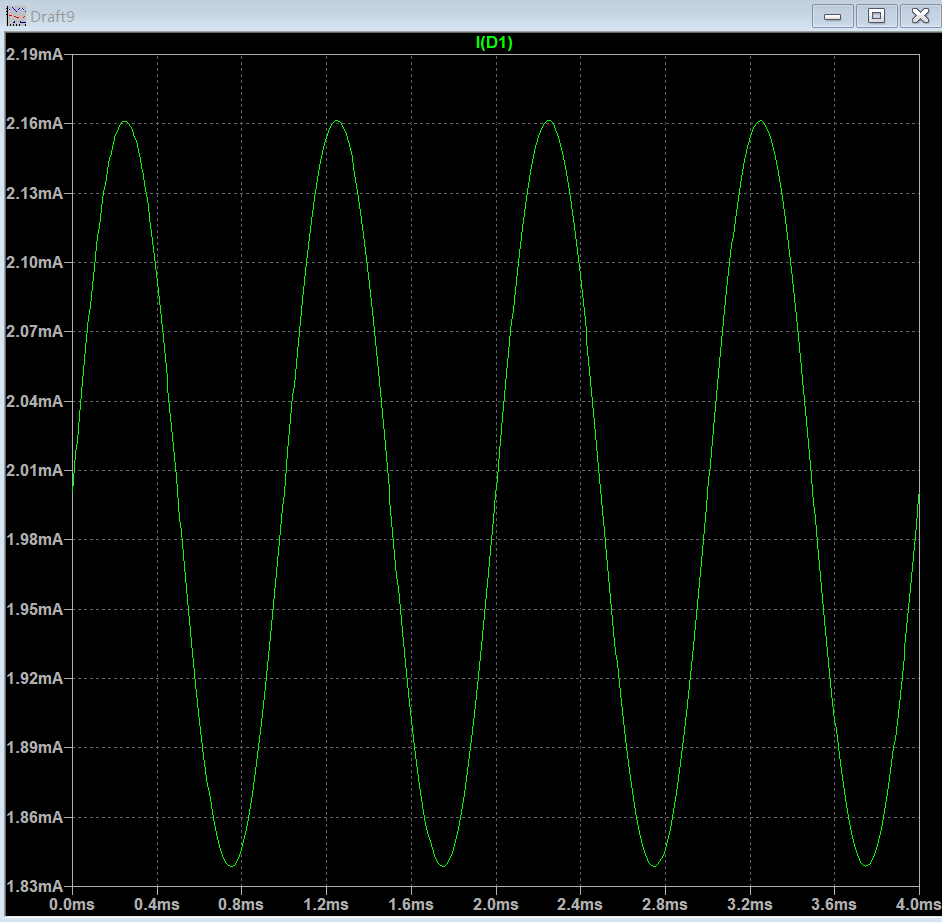 Draft9
I(D1)
2.19mA
2.16mA
2.13mA
2.10mA
2.07mA
2.04mA
2.01mA
1.98mA
1.95mA
1.92mA
1.89mA
1.86mA
1.83mA
0.0ms 0.4ms 0.8ms 1.2ms 1.6ms 2.0ms 2.4ms 2.8ms 3.2ms 3.6ms 4.0ms